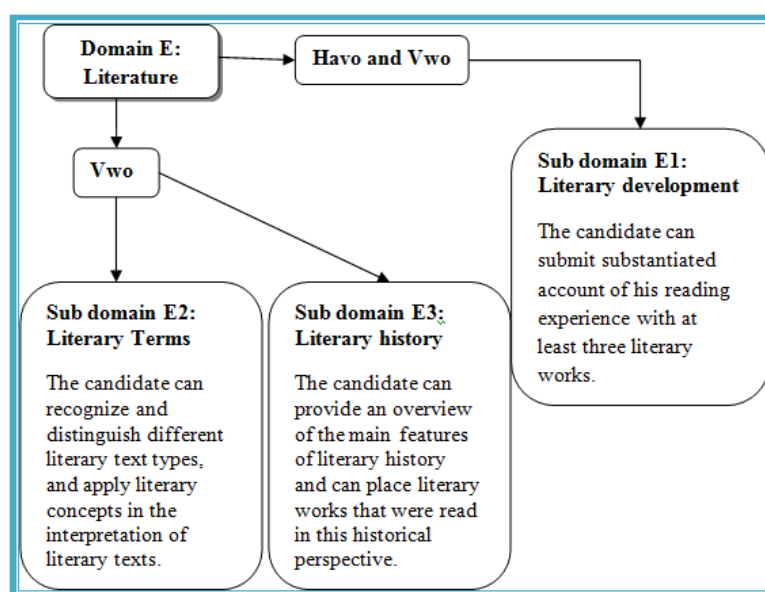 Domain E:
Literature
Havo and Vwo
Vwo
Sub domain E1:
Literary development
The candidate can
submit substantiated
account of his reading
experience with at
least three literary
works.
Sub domain E2:
Literary Terms
The candidate can
recognize and
distinguish different
literary text types,
and apply literary
concepts in the
interpretation of
literary texts.
Sub domain E3:
Literary history
The candidate can
provide an overview
of the main features
of literary history
and can place literary
works that were read
in this historical
perspective.